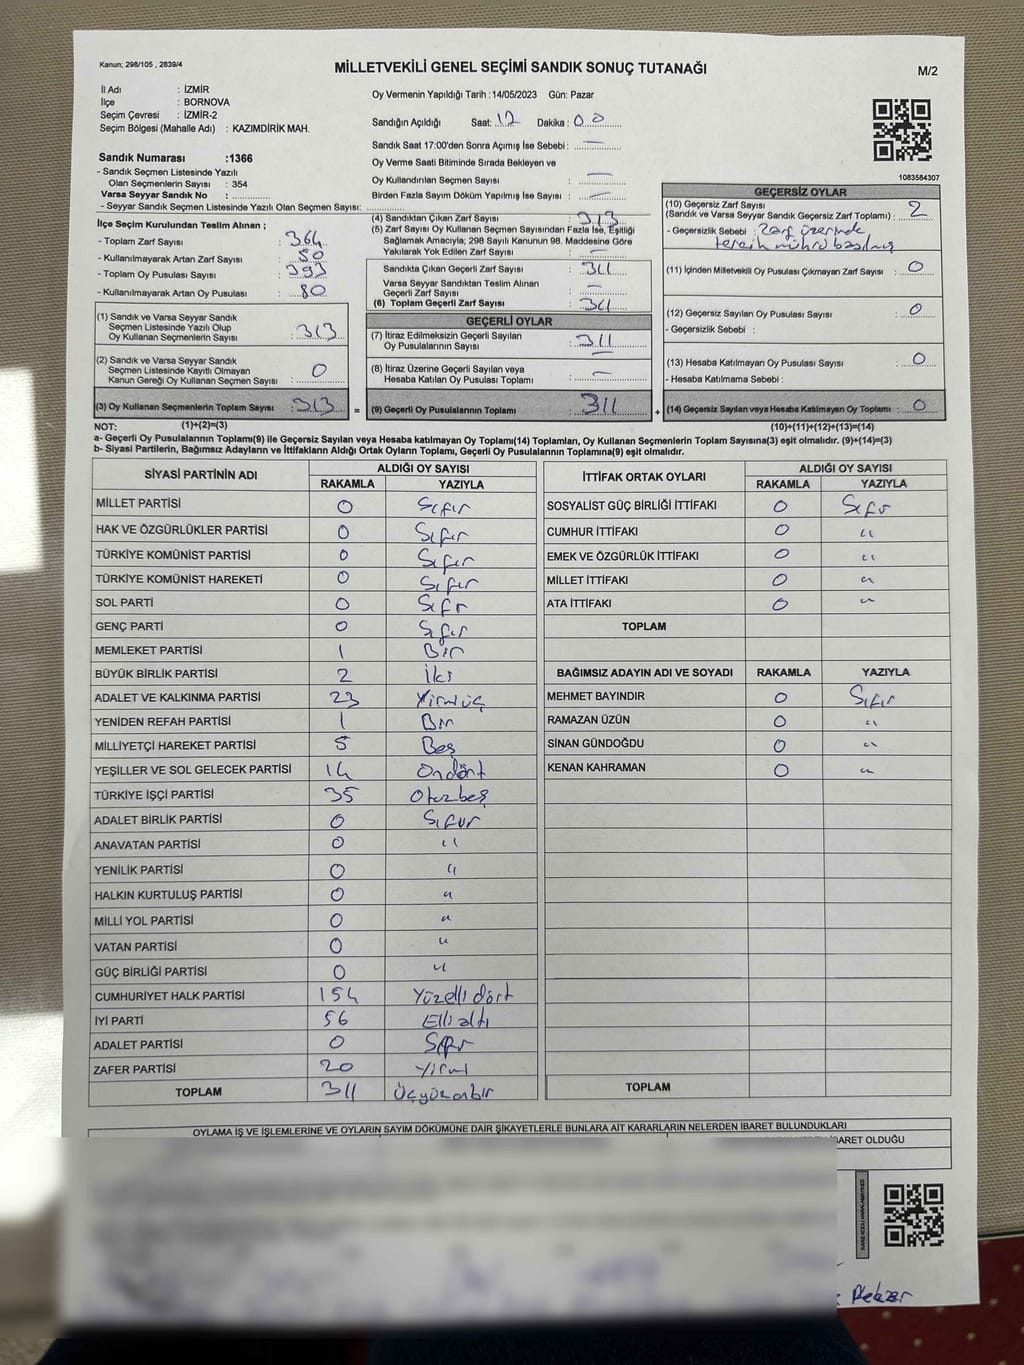 Kanun; 298/105 , 2839/4
MİLLETVEKİLİ GENEL SEÇİMİ SANDIK SONUÇ TUTANAĞI
M/2
İl Adı : İZMİR
İlçe : BORNOVA
Seçim Çevresi : İZMİR-2
Seçim Bölgesi (Mahalle Adı) : KAZIMDİRİK MAH.
Sandık Numarası :1366
- Sandık Seçmen Listesinde Yazılı
Olan Seçmenlerin Sayısı : 354
Varsa Seyyar Sandık No :
- Seyyar Sandık Seçmen Listesinde Yazılı Olan Seçmen Sayısı:
Oy Vermenin Yapıldığı Tarih :14/05/2023 Gün: Pazar
Sandığın Açıldığı Saat: 17 Dakika : 00
Sandık Saat 17:00'den Sonra Açımış İse Sebebi : —
Oy Verme Saati Bitiminde Sırada Bekleyen ve
Oy Kullandırılan Seçmen Sayısı : —
Birden Fazla Sayım Döküm Yapılmış İse Sayısı : —
1083584307
İlçe Seçim Kurulundan Teslim Alınan ;
- Toplam Zarf Sayısı : 364
- Kullanılmayarak Artan Zarf Sayısı : 50
- Toplam Oy Pusulası Sayısı : 393
- Kullanılmayarak Artan Oy Pusulası : 80
(1) Sandık ve Varsa Seyyar Sandık
Seçmen Listesinde Yazılı Olup
Oy Kullanan Seçmenlerin Sayısı : 313
(2) Sandık ve Varsa Seyyar Sandık
Seçmen Listesinde Kayıtlı Olmayan
Kanun Gereği Oy Kullanan Seçmen Sayısı : 0
(3) Oy Kullanan Seçmenlerin Toplam Sayısı : 313
(4) Sandıktan Çıkan Zarf Sayısı : 313
(5) Zarf Sayısı Oy Kullanan Seçmen Sayısından Fazla İse, Eşitliği
Sağlamak Amacıyla; 298 Sayılı Kanunun 98. Maddesine Göre
Yakılarak Yok Edilen Zarf Sayısı : —
Sandıkta Çıkan Geçerli Zarf Sayısı : 311
Varsa Seyyar Sandıktan Teslim Alınan
Geçerli Zarf Sayısı : —
(6) Toplam Geçerli Zarf Sayısı : 311
GEÇERLİ OYLAR
(7) İtiraz Edilmeksizin Geçerli Sayılan
Oy Pusulalarının Sayısı : 311
(8) İtiraz Üzerine Geçerli Sayılan veya
Hesaba Katılan Oy Pusulası Toplamı : —
= (9) Geçerli Oy Pusulalarının Toplamı : 311
GEÇERSİZ OYLAR
(10) Geçersiz Zarf Sayısı
(Sandık ve Varsa Seyyar Sandık Geçersiz Zarf Toplamı) : 2
- Geçersizlik Sebebi : Zarf üzerinde
tercih mührü basılmış
(11) İçinden Milletvekili Oy Pusulası Çıkmayan Zarf Sayısı : 0
(12) Geçersiz Sayılan Oy Pusulası Sayısı : 0
- Geçersizlik Sebebi :
(13) Hesaba Katılmayan Oy Pusulası Sayısı : 0
- Hesaba Katılmama Sebebi :
+ (14) Geçersiz Sayılan veya Hesaba Katılmayan Oy Toplamı : 0
NOT: (1)+(2)=(3)
(10)+(11)+(12)+(13)=(14)
a- Geçerli Oy Pusulalarının Toplamı(9) ile Geçersiz Sayılan veya Hesaba katılmayan Oy Toplamı(14) Toplamları, Oy Kullanan Seçmenlerin Toplam Sayısına(3) eşit olmalıdır. (9)+(14)=(3)
b- Siyasi Partilerin, Bağımsız Adayların ve İttifakların Aldığı Ortak Oyların Toplamı, Geçerli Oy Pusulalarının Toplamına(9) eşit olmalıdır.
SİYASİ PARTİNİN ADI ALDIĞI OY SAYISI
RAKAMLA YAZIYLA
MİLLET PARTİSİ 0 Sıfır
HAK VE ÖZGÜRLÜKLER PARTİSİ 0 Sıfır
TÜRKİYE KOMÜNİST PARTİSİ 0 Sıfır
TÜRKİYE KOMÜNİST HAREKETİ 0 Sıfır
SOL PARTİ 0 Sıfır
GENÇ PARTİ 0 Sıfır
MEMLEKET PARTİSİ 1 Bir
BÜYÜK BİRLİK PARTİSİ 2 İki
ADALET VE KALKINMA PARTİSİ 23 Yirmiüç
YENİDEN REFAH PARTİSİ 1 Bir
MİLLİYETÇİ HAREKET PARTİSİ 5 Beş
YEŞİLLER VE SOL GELECEK PARTİSİ 14 Ondört
TÜRKİYE İŞÇİ PARTİSİ 35 Otuzbeş
ADALET BİRLİK PARTİSİ 0 Sıfır
ANAVATAN PARTİSİ 0 "
YENİLİK PARTİSİ 0 "
HALKIN KURTULUŞ PARTİSİ 0 "
MİLLİ YOL PARTİSİ 0 "
VATAN PARTİSİ 0 "
GÜÇ BİRLİĞİ PARTİSİ 0 "
CUMHURİYET HALK PARTİSİ 154 Yüzellidört
İYİ PARTİ 56 Ellialtı
ADALET PARTİSİ 0 Sıfır
ZAFER PARTİSİ 20 Yirmi
TOPLAM 311 Üçyüzonbir
İTTİFAK ORTAK OYLARI ALDIĞI OY SAYISI
RAKAMLA YAZIYLA
SOSYALİST GÜÇ BİRLİĞİ İTTİFAKI 0 Sıfır
CUMHUR İTTİFAKI 0 "
EMEK VE ÖZGÜRLÜK İTTİFAKI 0 "
MİLLET İTTİFAKI 0 "
ATA İTTİFAKI 0 "
TOPLAM
BAĞIMSIZ ADAYIN ADI VE SOYADI RAKAMLA YAZIYLA
MEHMET BAYINDIR 0 Sıfır
RAMAZAN ÜZÜN 0 "
SİNAN GÜNDOĞDU 0 "
KENAN KAHRAMAN 0 "
TOPLAM
OYLAMA İŞ VE İŞLEMLERİNE VE OYLARIN SAYIM DÖKÜMÜNE DAİR ŞİKAYETLERLE BUNLARA AİT KARARLARIN NELERDEN İBARET BULUNDUKLARI
İBARET OLDUĞU